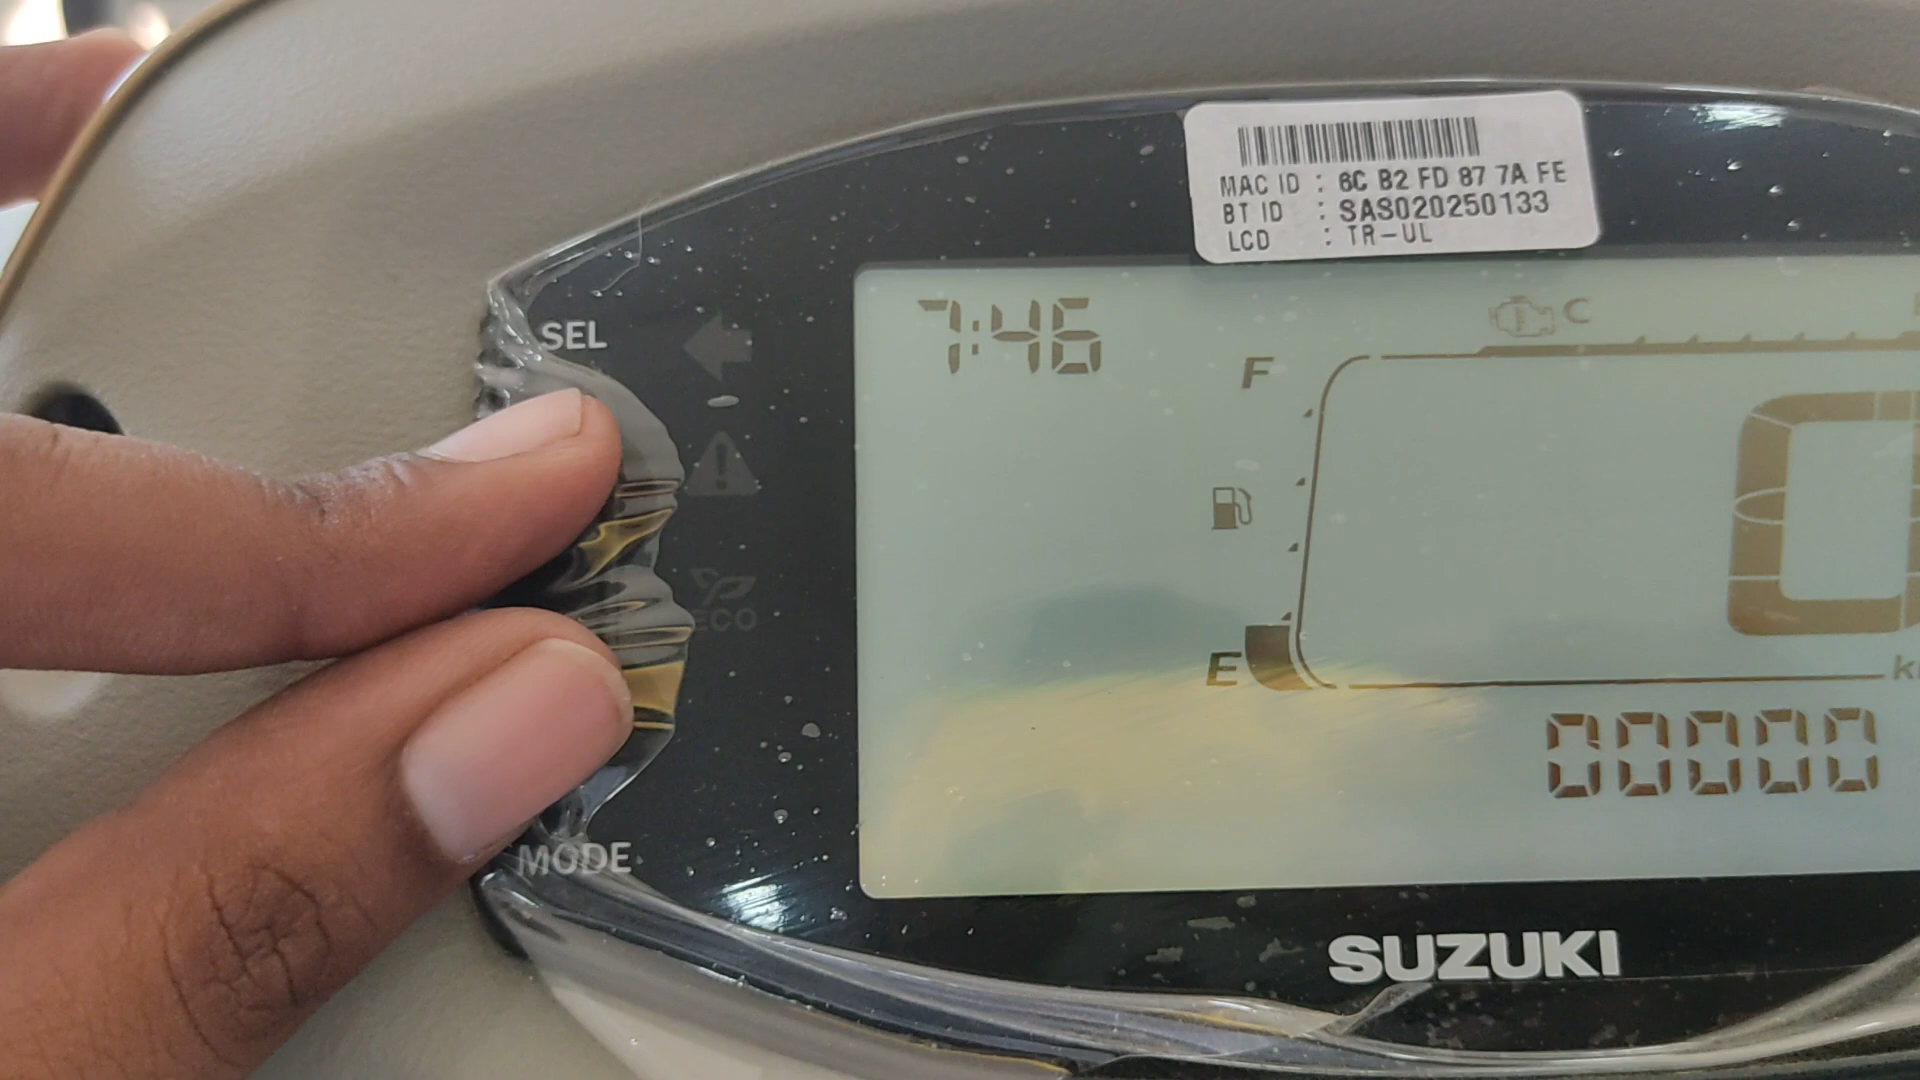 MAC ID : 6C B2 FD 87 7A FE
BT ID : SAS020250133
LCD : TR-UL
SEL
7:46
C
F
0
ECO
E
00000
MODE
SUZUKI